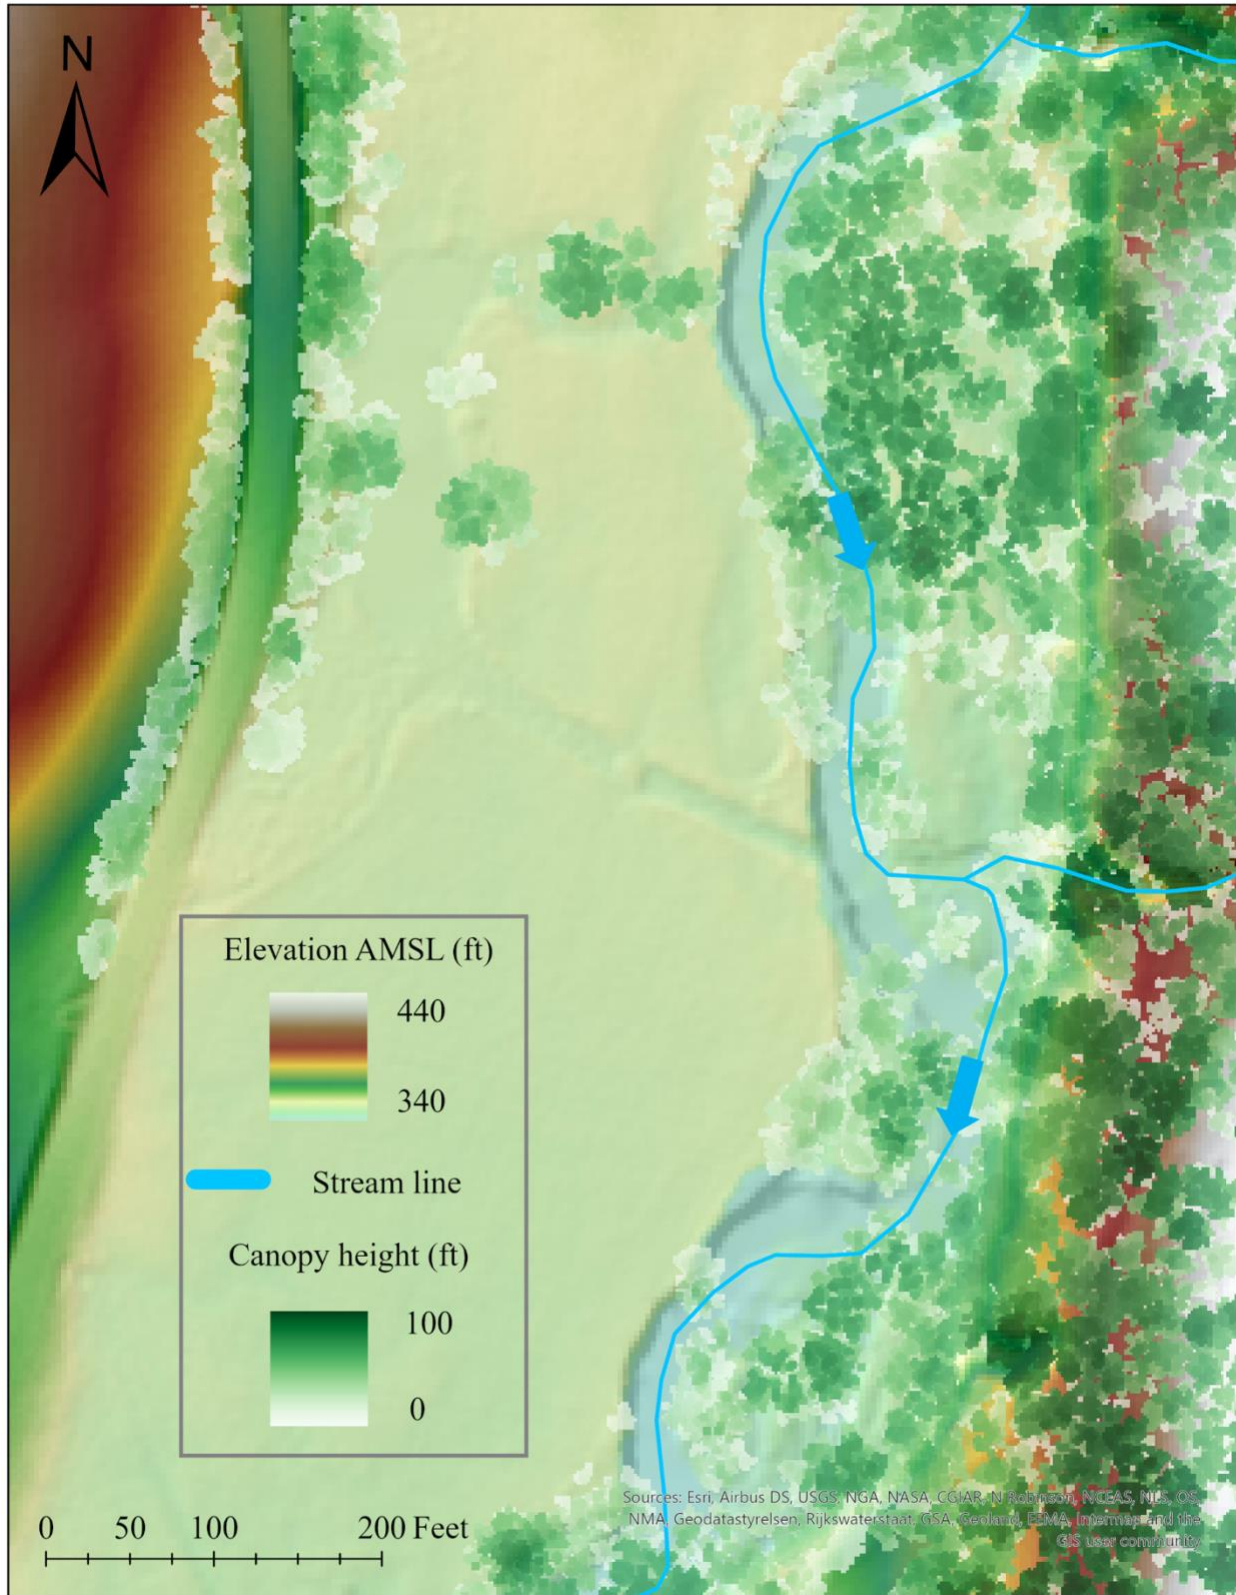 N
Elevation AMSL (ft)
440
340
Stream line
Canopy height (ft)
100
0
0 50 100 200 Feet
Sources: Esri, Airbus DS, USGS, NGA, NASA, CGIAR, N Robinson, NCEAS, NLS, OS,
NMA, Geodatastyrelsen, Rijkswaterstaat, GSA, Geoland, FEMA, Intermap and the
GIS user community